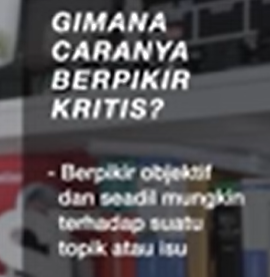 GIMANA
CARANYA
BERPIKIR
KRITIS?
- Berpikir objektif
dan seadil mungkin
terhadap suatu
topik atau isu